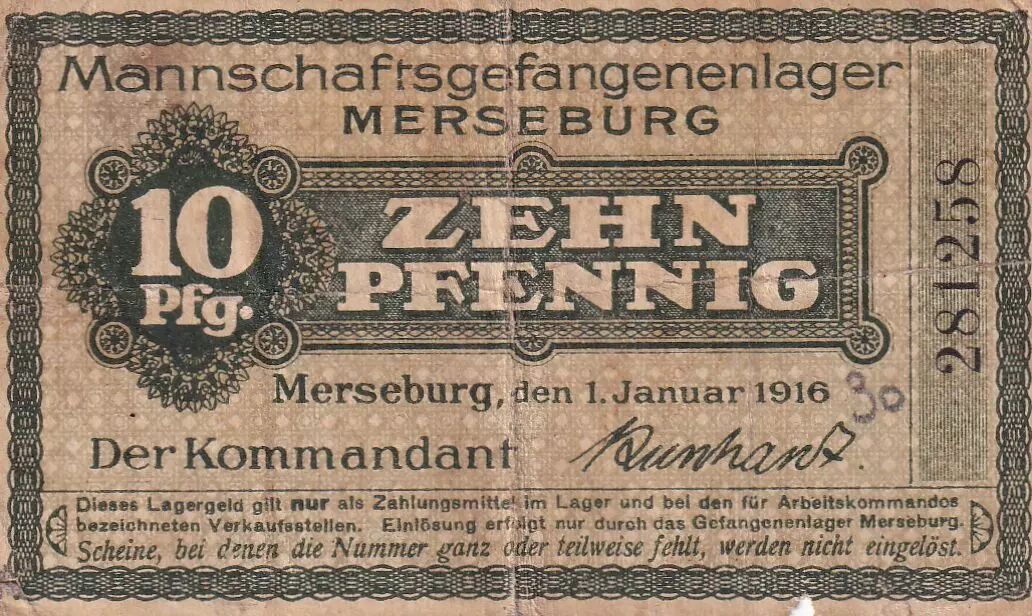 Mannschaftsgefangenenlager
MERSEBURG
10
Pfg.
ZEHN
PFENNIG
281258
Merseburg, den 1. Januar 1916
30
Der Kommandant
Dieses Lagergeld gilt nur als Zahlungsmittel im Lager und bei den für Arbeitskommandos
bezeichneten Verkaufsstellen. Einlösung erfolgt nur durch das Gefangenenlager Merseburg.
Scheine, bei denen die Nummer ganz oder teilweise fehlt, werden nicht eingelöst.